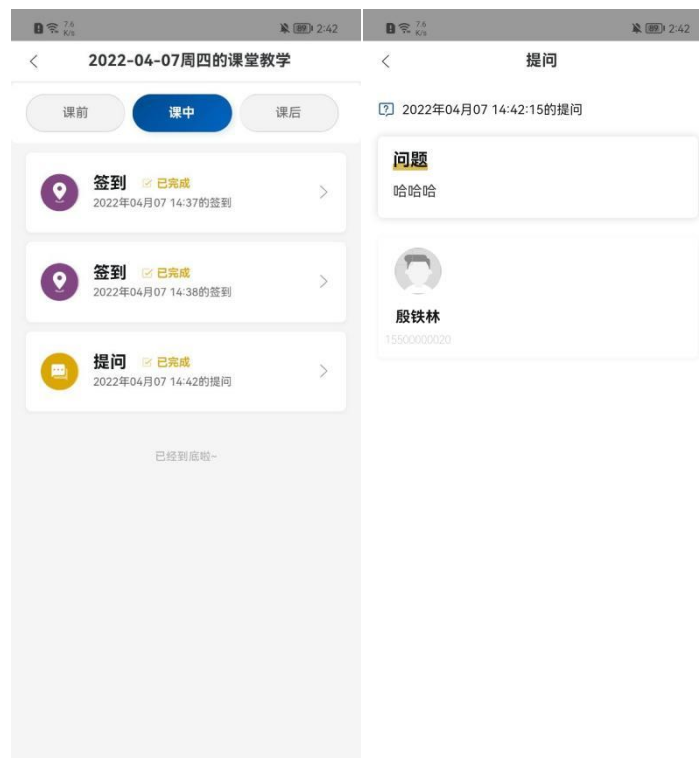 7.6
K/s
89
2:42
2022-04-07周四的课堂教学
课前
课中
课后
签到
已完成
2022年04月07 14:37的签到
签到
已完成
2022年04月07 14:38的签到
提问
已完成
2022年04月07 14:42的提问
已经到底啦~
7.6
K/s
89
2:42
提问
2022年04月07 14:42:15的提问
问题
哈哈哈
殷铁林
15500000020